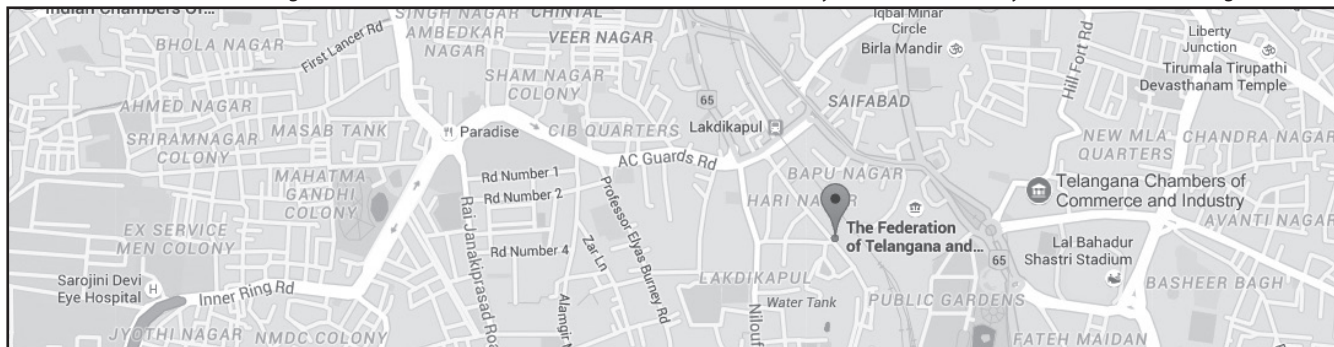 Indian Chambers Of...
SINGH NAGAR
CHINTAL
AMBEDKAR
NAGAR
VEER NAGAR
BHOLA NAGAR
First Lancer Rd
SHAM NAGAR
COLONY
AHMED NAGAR
SRIRAMNAGAR
COLONY
MASAB TANK
Paradise
CIB QUARTERS
65
Lakdikapul
Iqbal Minar
Circle
Birla Mandir
SAIFABAD
Hill Fort Rd
Liberty
Junction
Tirumala Tirupathi
Devasthanam Temple
NEW MLA
QUARTERS
CHANDRA NAGAR
AC Guards Rd
MAHATMA
GANDHI
COLONY
Rd Number 1
Rd Number 2
BAPU NAGAR
HARI NAGAR
Telangana Chambers of
Commerce and Industry
AVANTI NAGAR
EX SERVICE
MEN COLONY
Raj Janakiprasad Road
Professor Elyas Burney Rd
Rd Number 4
Zar Ln
The Federation
of Telangana and...
65
Lal Bahadur
Shastri Stadium
BASHEER BAGH
Sarojini Devi
Eye Hospital
H
Inner Ring Rd
LAKDIKAPUL
Water Tank
PUBLIC GARDENS
Alamgir
JYOTHI NAGAR
NMDC COLONY
FATEH MAIDAN